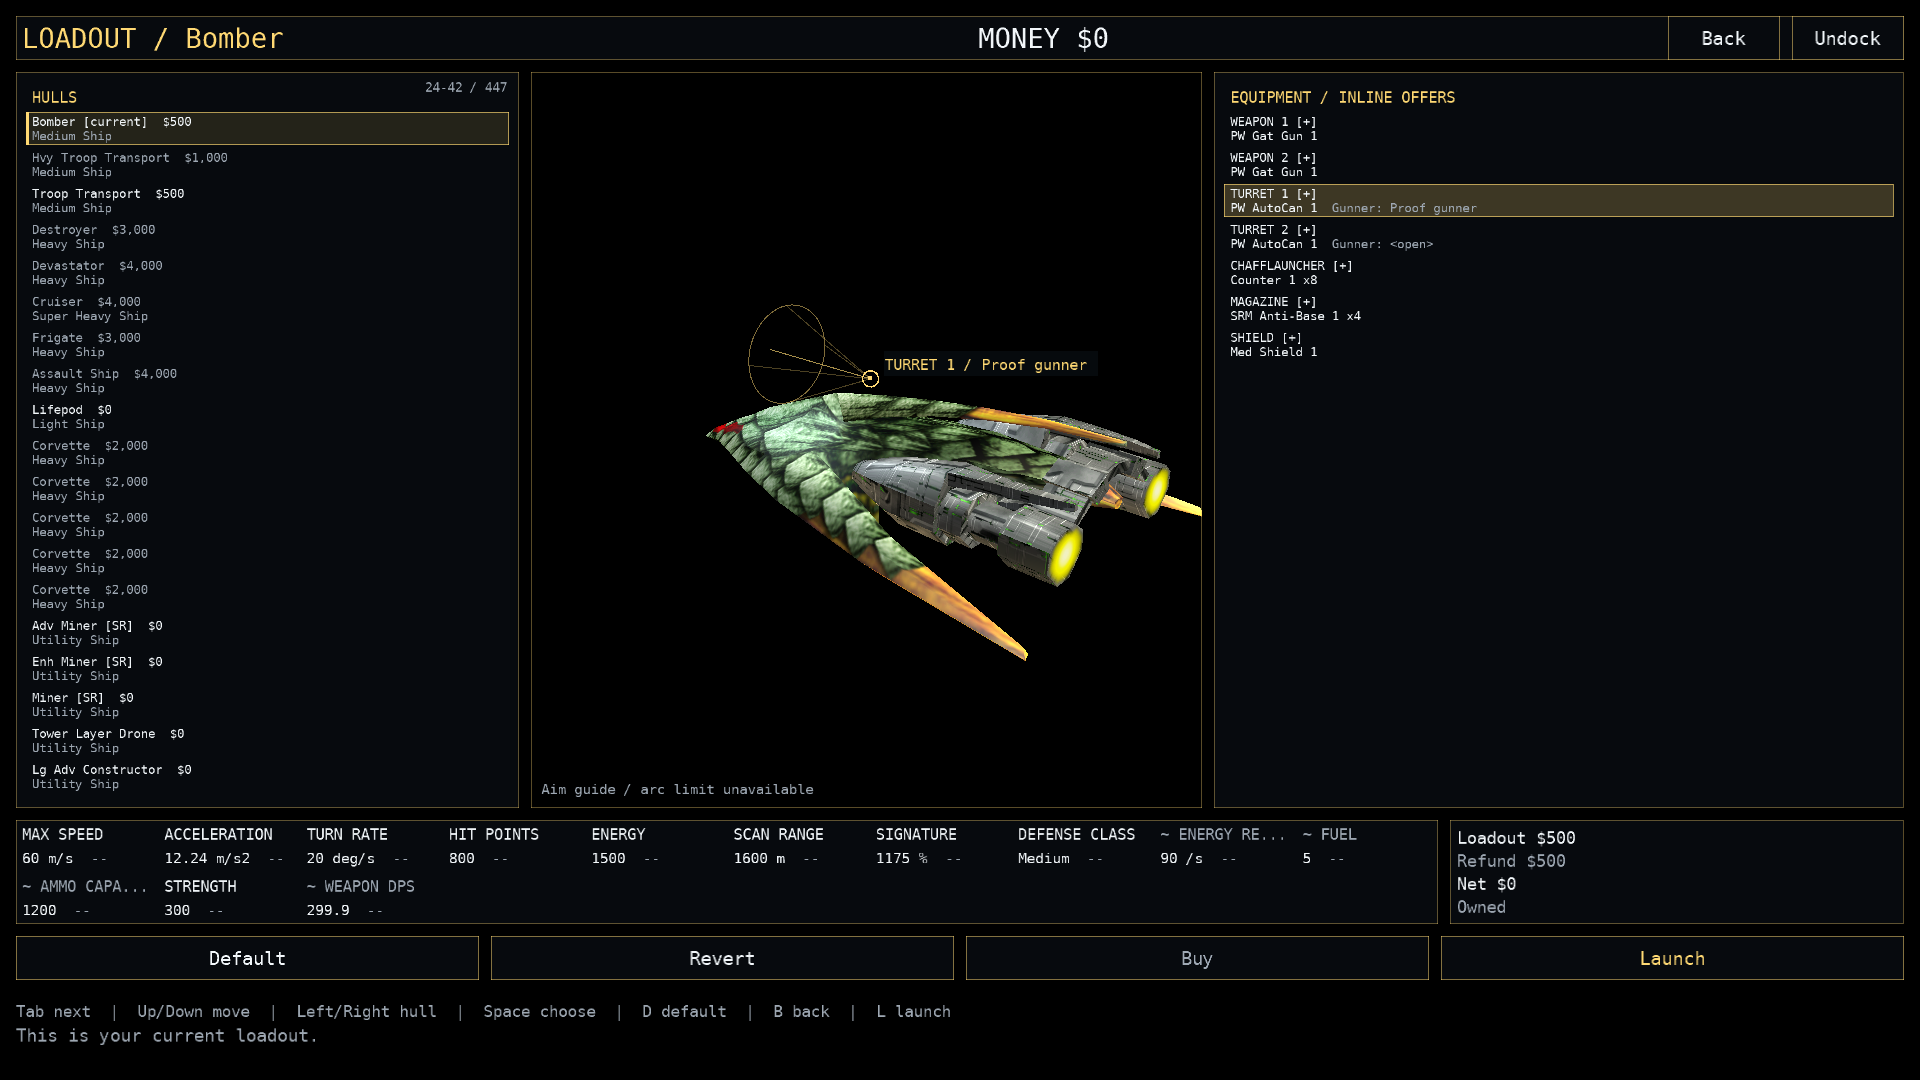 LOADOUT / Bomber
MONEY $0
Back
Undock
HULLS
24-42 / 447
Bomber [current]  $500
Medium Ship
Hvy Troop Transport  $1,000
Medium Ship
Troop Transport  $500
Medium Ship
Destroyer  $3,000
Heavy Ship
Devastator  $4,000
Heavy Ship
Cruiser  $4,000
Super Heavy Ship
Frigate  $3,000
Heavy Ship
Assault Ship  $4,000
Heavy Ship
Lifepod  $0
Light Ship
Corvette  $2,000
Heavy Ship
Corvette  $2,000
Heavy Ship
Corvette  $2,000
Heavy Ship
Corvette  $2,000
Heavy Ship
Corvette  $2,000
Heavy Ship
Adv Miner [SR]  $0
Utility Ship
Enh Miner [SR]  $0
Utility Ship
Miner [SR]  $0
Utility Ship
Tower Layer Drone  $0
Utility Ship
Lg Adv Constructor  $0
Utility Ship
TURRET 1 / Proof gunner
Aim guide / arc limit unavailable
EQUIPMENT / INLINE OFFERS
WEAPON 1 [+]
PW Gat Gun 1
WEAPON 2 [+]
PW Gat Gun 1
TURRET 1 [+]
PW AutoCan 1  Gunner: Proof gunner
TURRET 2 [+]
PW AutoCan 1  Gunner: <open>
CHAFFLAUNCHER [+]
Counter 1 x8
MAGAZINE [+]
SRM Anti-Base 1 x4
SHIELD [+]
Med Shield 1
MAX SPEED  ACCELERATION  TURN RATE  HIT POINTS  ENERGY  SCAN RANGE  SIGNATURE  DEFENSE CLASS  ~ ENERGY RE...  ~ FUEL
60 m/s  --  12.24 m/s2  --  20 deg/s  --  800  --  1500  --  1600 m  --  1175 %  --  Medium  --  90 /s  --  5  --
~ AMMO CAPA...  STRENGTH  ~ WEAPON DPS
1200  --  300  --  299.9  --
Loadout $500
Refund $500
Net $0
Owned
Default
Revert
Buy
Launch
Tab next  |  Up/Down move  |  Left/Right hull  |  Space choose  |  D default  |  B back  |  L launch
This is your current loadout.